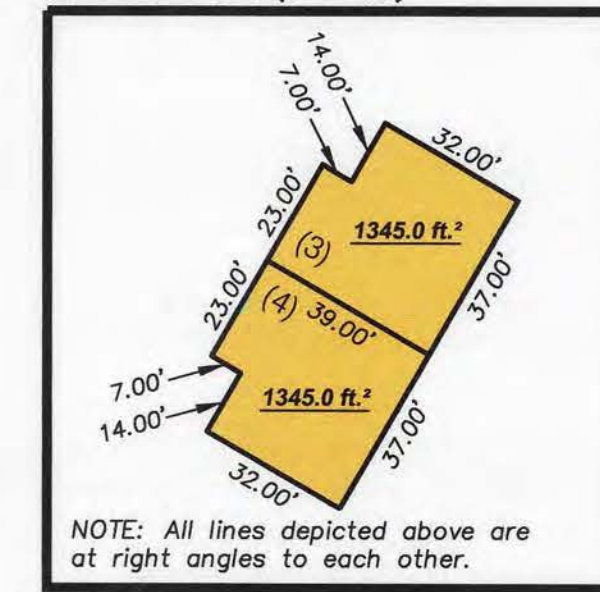 14.00'
7.00'
32.00'
23.00'
(3) 1345.0 ft.²
37.00'
23.00'
(4) 39.00'
7.00'
14.00'
1345.0 ft.²
37.00'
32.00'
NOTE: All lines depicted above are
at right angles to each other.